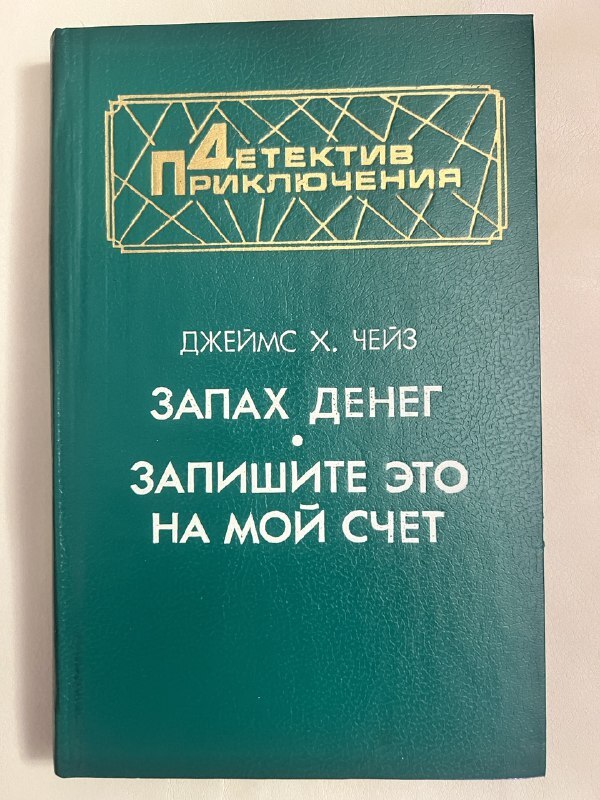 ДЕТЕКТИВ
ПРИКЛЮЧЕНИЯ
ДЖЕЙМС Х. ЧЕЙЗ
ЗАПАХ ДЕНЕГ
•
ЗАПИШИТЕ ЭТО
НА МОЙ СЧЕТ